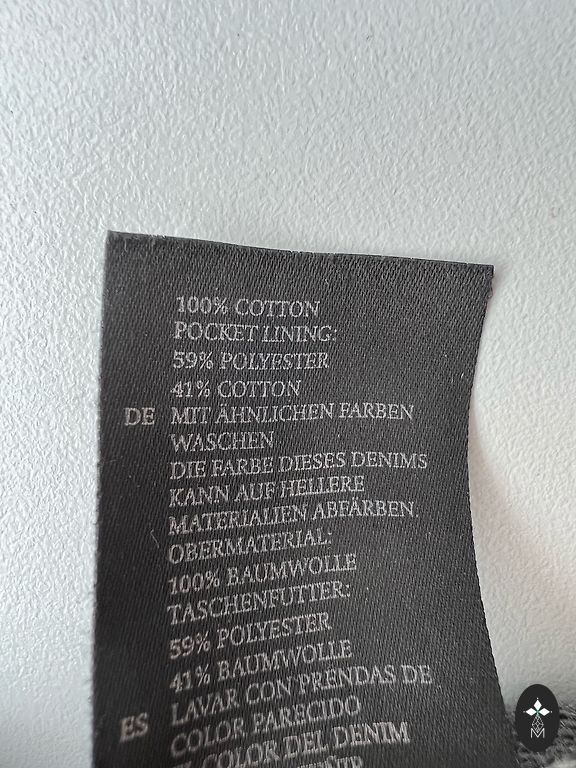 100% COTTON
POCKET LINING:
59% POLYESTER
41% COTTON
DE MIT ÄHNLICHEN FARBEN
WASCHEN
DIE FARBE DIESES DENIMS
KANN AUF HELLERE
MATERIALIEN ABFÄRBEN.
OBERMATERIAL:
100% BAUMWOLLE
TASCHENFUTTER:
59% POLYESTER
41% BAUMWOLLE
ES LAVAR CON PRENDAS DE
COLOR PARECIDO
COLOR DEL DENIM
M